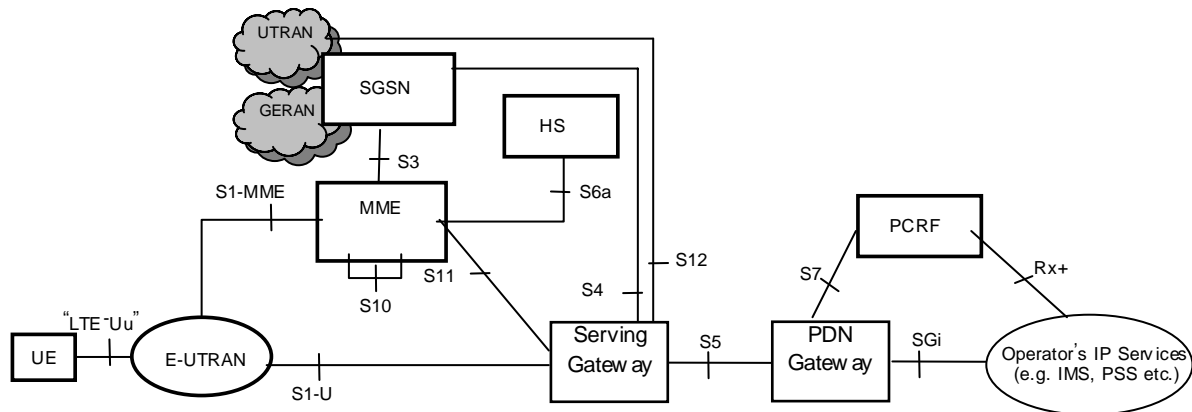 UTRAN
SGSN
GERAN
HS
S3
S1-MME
S6a
MME
PCRF
S11
S12
S7
Rx+
S10
S4
“LTE-Uu”
Serving
Gateway
PDN
Gateway
UE
E-UTRAN
S5
SGi
Operator’s IP Services
(e.g. IMS, PSS etc.)
S1-U